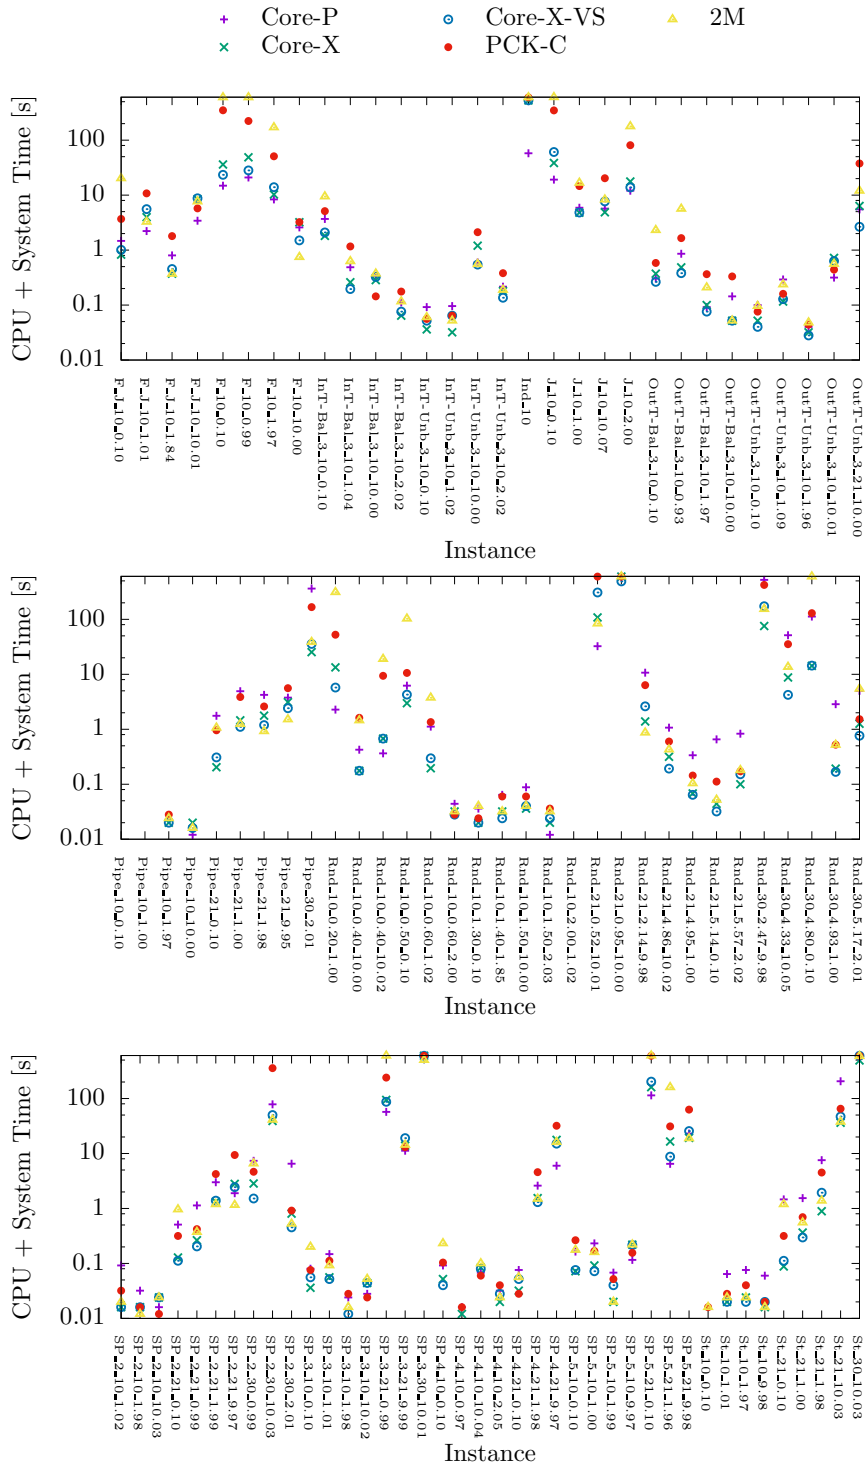 Core-P
Core-X
Core-X-VS
PCK-C
2M
CPU + System Time [s]
100
10
1
0.1
0.01
F_J_10_0.10
F_J_10_1.01
F_J_10_1.84
F_J_10_10.01
F_10_0.10
F_10_0.99
F_10_1.97
F_10_10.00
InT-Bal_3_10_0.10
InT-Bal_3_10_1.04
InT-Bal_3_10_10.00
InT-Bal_3_10_2.02
InT-Unb_3_10_0.10
InT-Unb_3_10_1.02
InT-Unb_3_10_10.00
InT-Unb_3_10_2.02
Ind_10
J_10_0.10
J_10_1.00
J_10_10.07
J_10_2.00
OutT-Bal_3_10_0.10
OutT-Bal_3_10_0.93
OutT-Bal_3_10_1.97
OutT-Bal_3_10_10.00
OutT-Unb_3_10_0.10
OutT-Unb_3_10_1.09
OutT-Unb_3_10_1.96
OutT-Unb_3_10_10.01
OutT-Unb_3_21_10.00
Instance
CPU + System Time [s]
100
10
1
0.1
0.01
Pipe_10_0.10
Pipe_10_1.00
Pipe_10_1.97
Pipe_10_10.00
Pipe_21_0.10
Pipe_21_1.00
Pipe_21_1.98
Pipe_21_9.95
Pipe_30_2.01
Rnd_10_0.20_1.00
Rnd_10_0.40_10.00
Rnd_10_0.40_10.02
Rnd_10_0.50_0.10
Rnd_10_0.60_1.02
Rnd_10_0.60_2.00
Rnd_10_1.30_0.10
Rnd_10_1.40_1.85
Rnd_10_1.50_10.00
Rnd_10_1.50_2.03
Rnd_10_2.00_1.02
Rnd_21_0.52_10.01
Rnd_21_0.95_10.00
Rnd_21_2.14_9.98
Rnd_21_4.86_10.02
Rnd_21_4.95_1.00
Rnd_21_5.14_0.10
Rnd_21_5.57_2.02
Rnd_30_2.47_9.98
Rnd_30_4.33_10.05
Rnd_30_4.80_0.10
Rnd_30_4.93_1.00
Rnd_30_5.17_2.01
Instance
CPU + System Time [s]
100
10
1
0.1
0.01
SP_2_10_1.02
SP_2_10_1.98
SP_2_10_10.03
SP_2_21_0.10
SP_2_21_0.99
SP_2_21_9.99
SP_2_21_9.97
SP_2_30_0.99
SP_2_30_10.03
SP_2_30_2.01
SP_3_10_0.10
SP_3_10_1.01
SP_3_10_1.98
SP_3_10_10.02
SP_3_21_0.99
SP_3_21_9.99
SP_3_30_10.01
SP_4_10_0.10
SP_4_10_0.97
SP_4_10_10.04
SP_4_10_2.05
SP_4_21_0.10
SP_4_21_1.98
SP_4_21_9.97
SP_5_10_0.10
SP_5_10_1.00
SP_5_10_1.99
SP_5_10_9.97
SP_5_21_0.10
SP_5_21_1.96
SP_5_21_9.98
St_10_0.10
St_10_1.01
St_10_1.97
St_10_9.98
St_21_0.10
St_21_1.00
St_21_1.98
St_21_10.03
St_30_10.03
Instance